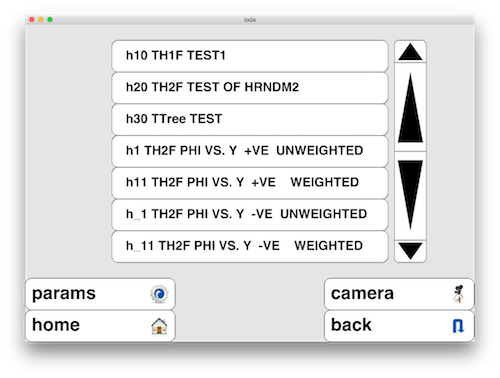 ioda
h10 TH1F TEST1
h20 TH2F TEST OF HRNDM2
h30 TTree TEST
h1 TH2F PHI VS. Y  +VE  UNWEIGHTED
h11 TH2F PHI VS. Y  +VE    WEIGHTED
h_1 TH2F PHI VS. Y  -VE  UNWEIGHTED
h_11 TH2F PHI VS. Y  -VE    WEIGHTED
params
camera
home
back